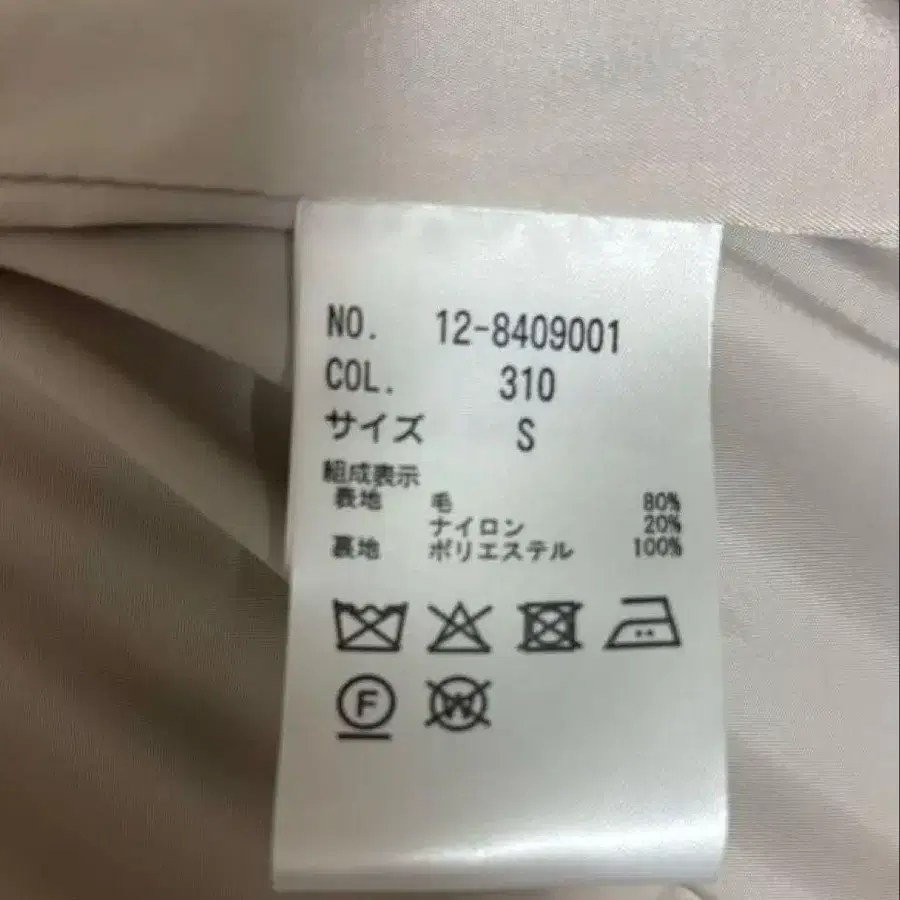 NO. 12-8409001
COL. 310
サイズ S
組成表示
表地 毛 80%
ナイロン 20%
裏地 ポリエステル 100%
F W